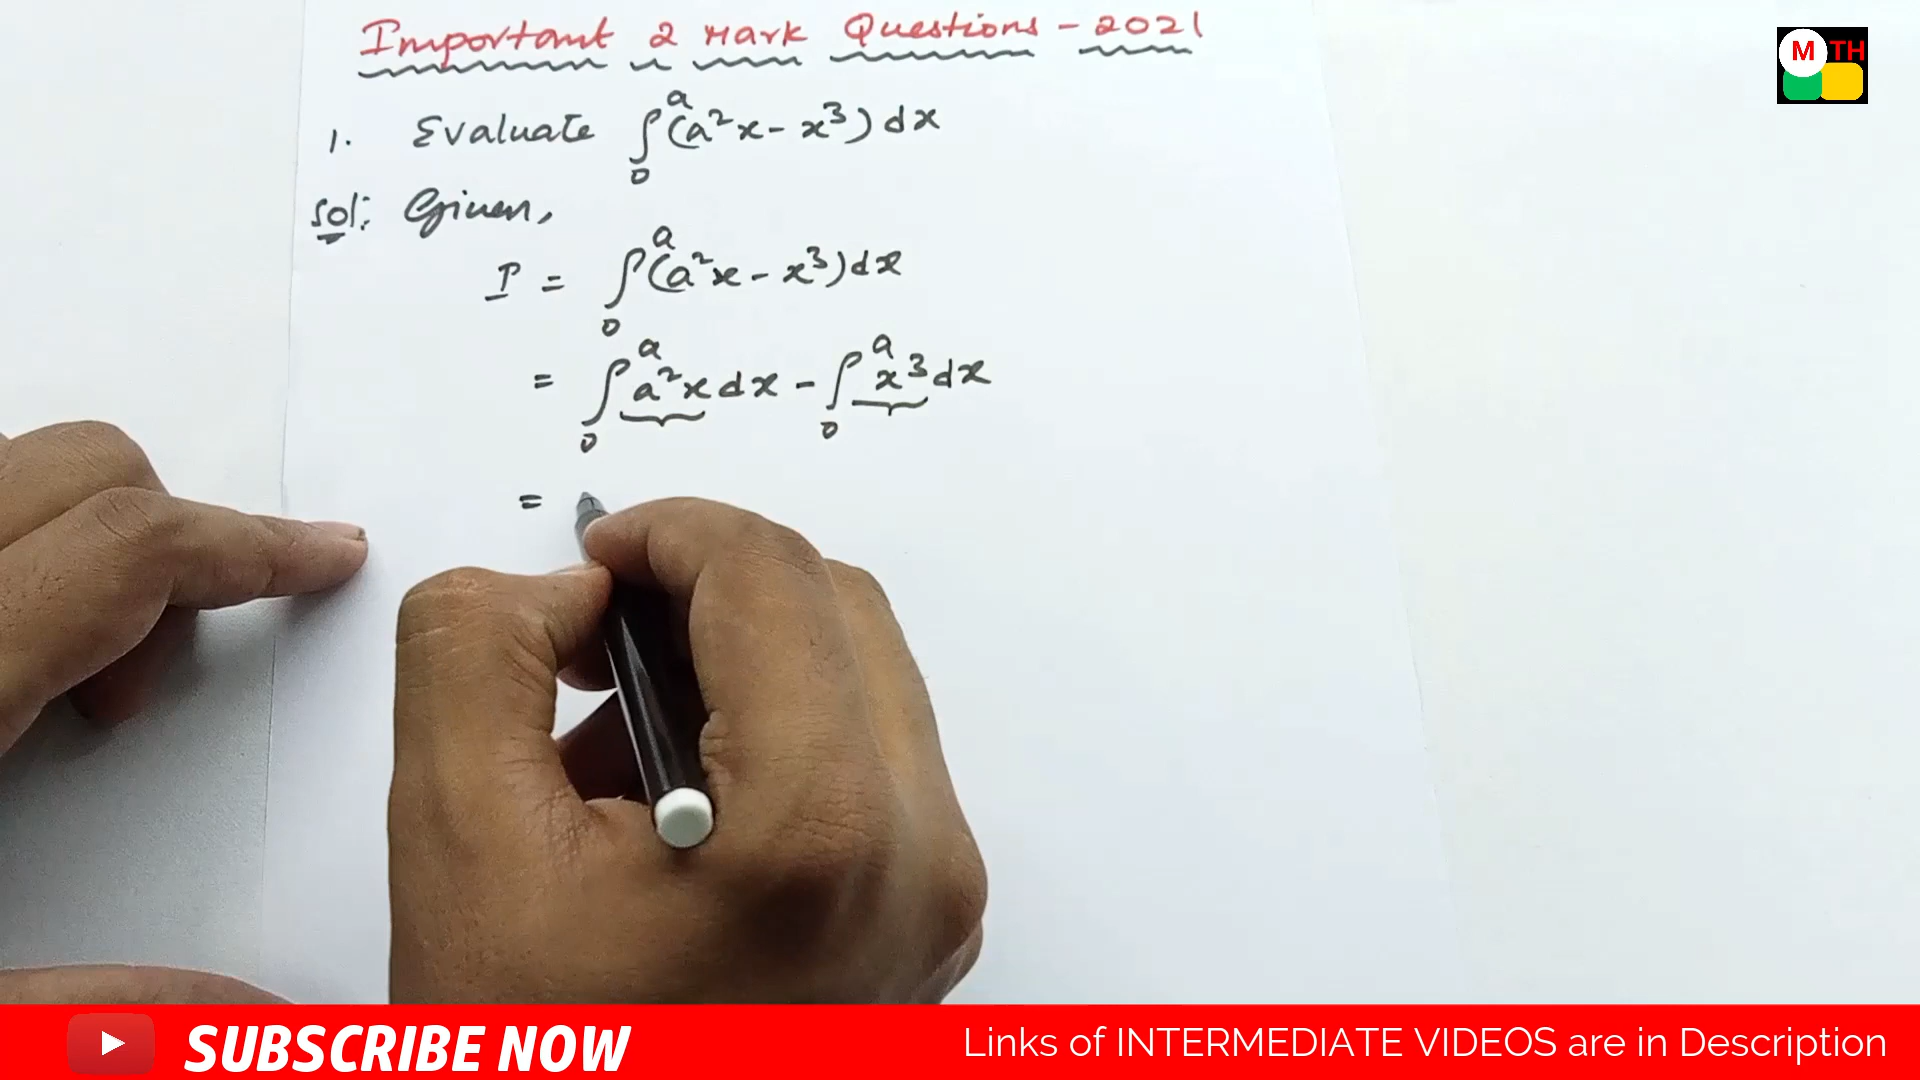 Important 2 Mark Questions - 2021
M TH
1. Evaluate ∫₀ᵃ (a²x - x³) dx
Sol: Given,
I = ∫₀ᵃ (a²x - x³) dx
= ∫₀ᵃ a²x dx - ∫₀ᵃ x³ dx
=
SUBSCRIBE NOW
Links of INTERMEDIATE VIDEOS are in Description